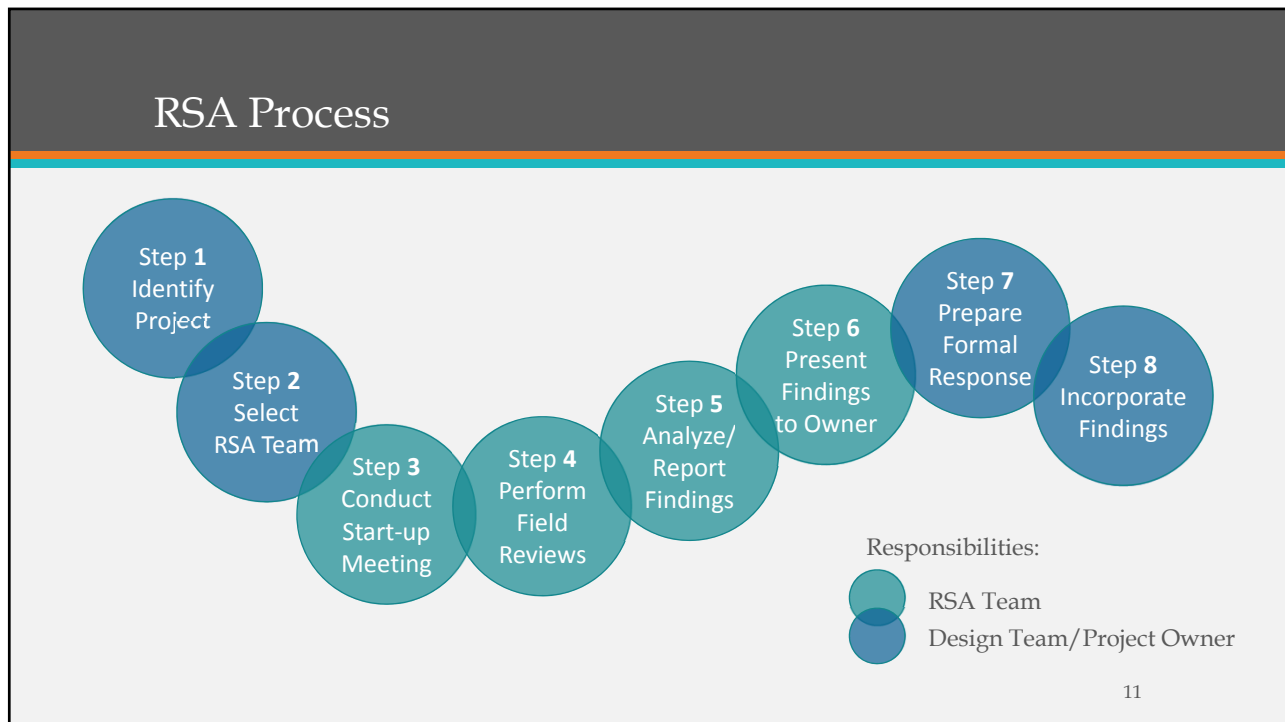 RSA Process
Step 1
Identify
Project
Step 2
Select
RSA Team
Step 3
Conduct
Start-up
Meeting
Step 4
Perform
Field
Reviews
Step 5
Analyze/
Report
Findings
Step 6
Present
Findings
to Owner
Step 7
Prepare
Formal
Response
Step 8
Incorporate
Findings
Responsibilities:
RSA Team
Design Team/Project Owner
11